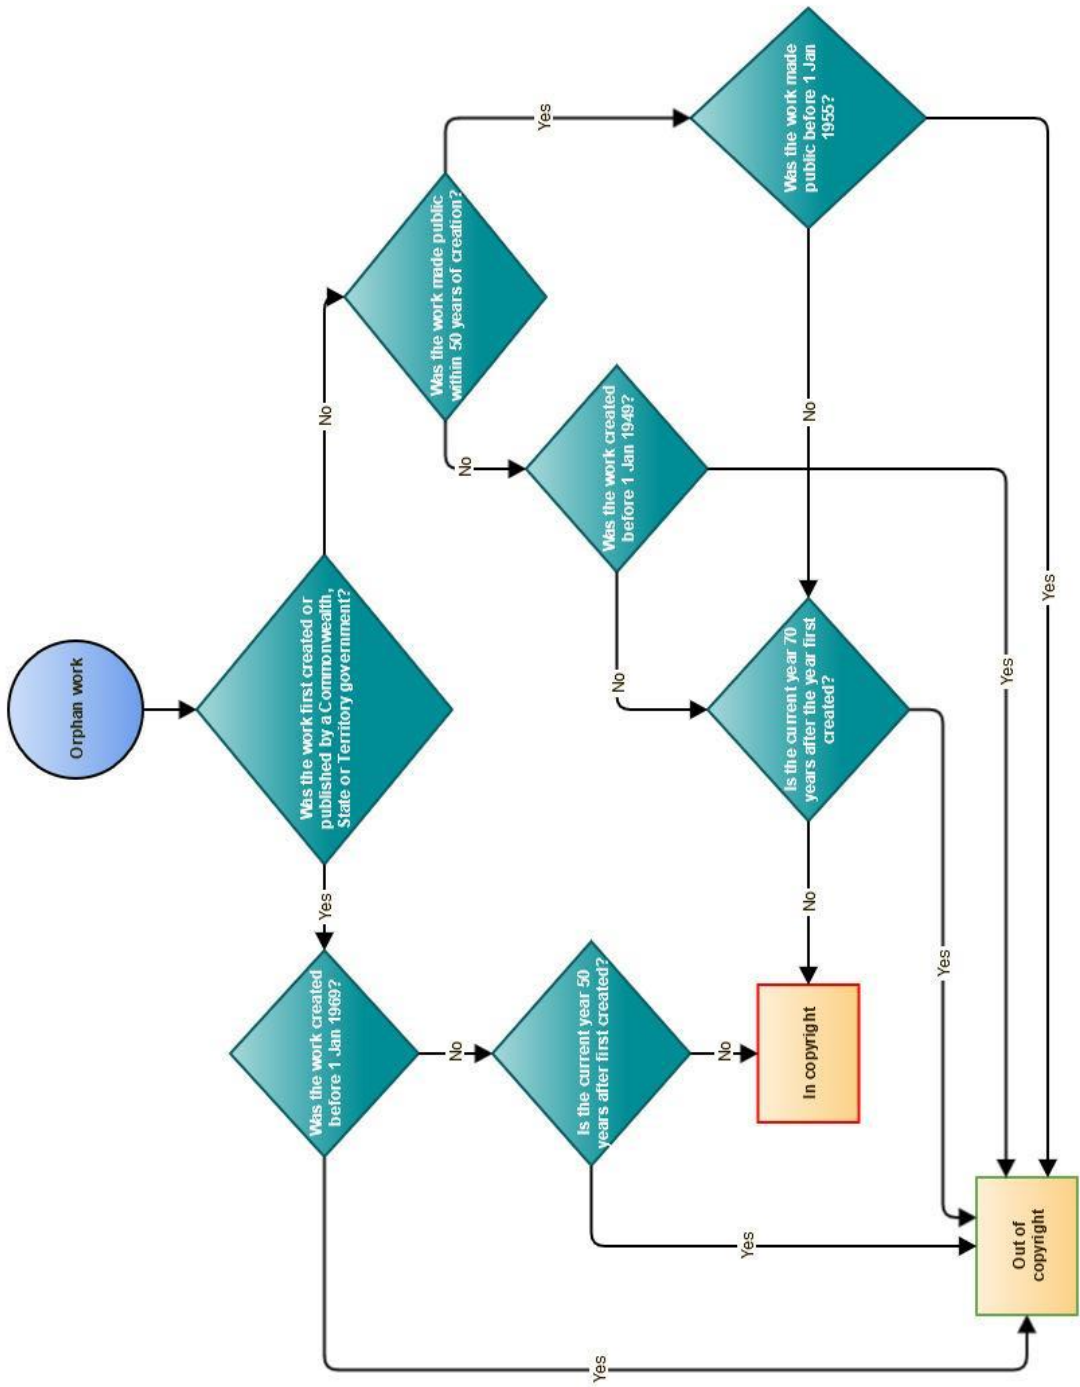 Orphan work
Was the work first created or
published by a Commonwealth,
State or Territory government?
Yes
No
Was the work created
before 1 Jan 1969?
Yes
No
Is the current year 50
years after first created?
Yes
No
Was the work made public
within 50 years of creation?
No
Yes
Was the work created
before 1 Jan 1949?
No
Yes
Was the work made
public before 1 Jan
1955?
No
Yes
Is the current year 70
years after the year first
created?
No
Yes
In copyright
Out of
copyright